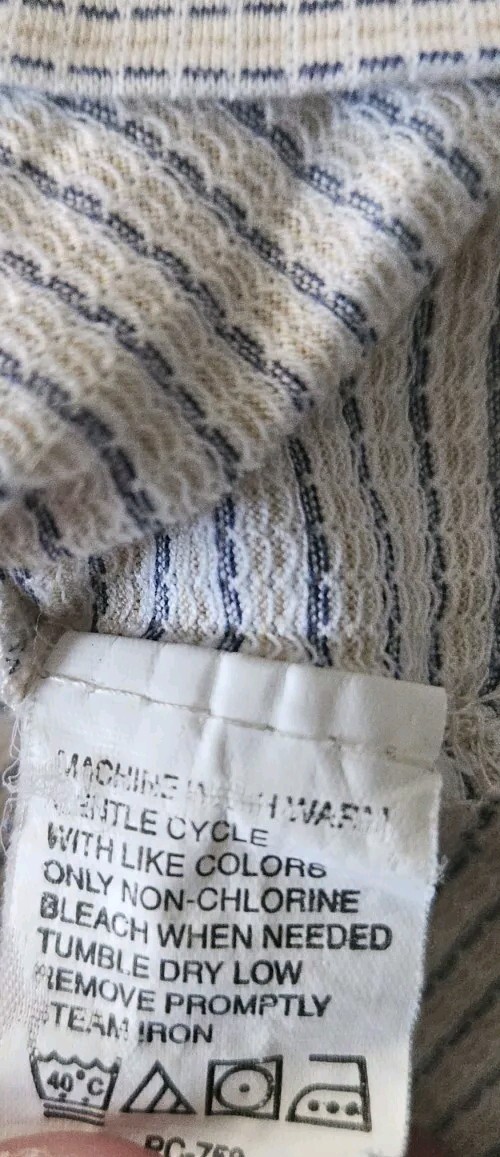 MACHINE WASH WARM
GENTLE CYCLE
WITH LIKE COLORS
ONLY NON-CHLORINE
BLEACH WHEN NEEDED
TUMBLE DRY LOW
REMOVE PROMPTLY
STEAM IRON
40°C